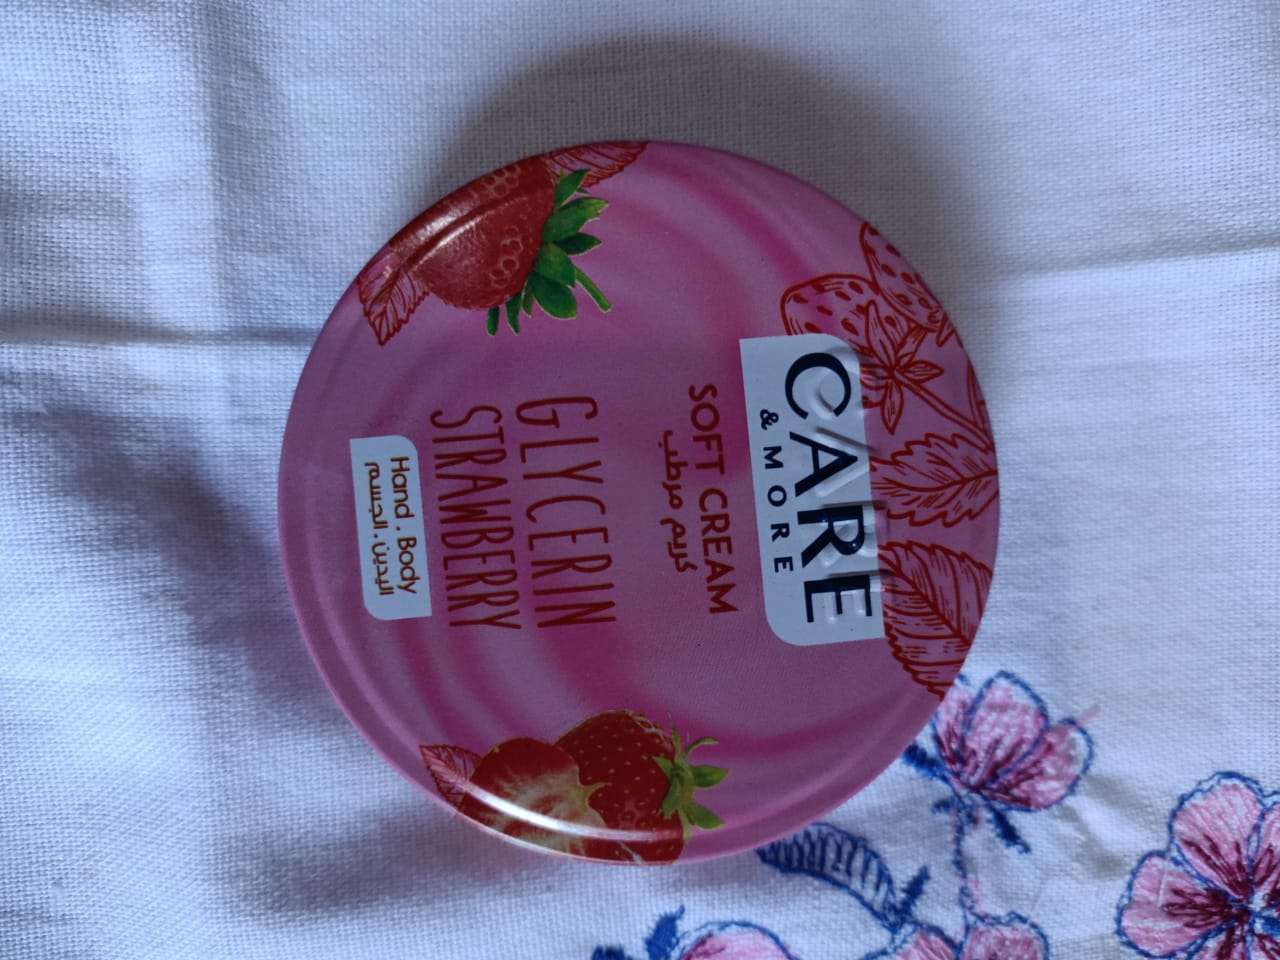 CARE
& MORE
SOFT CREAM
كريم مرطب
GLYCERIN
STRAWBERRY
Hand . Body
اليدين . الجسم